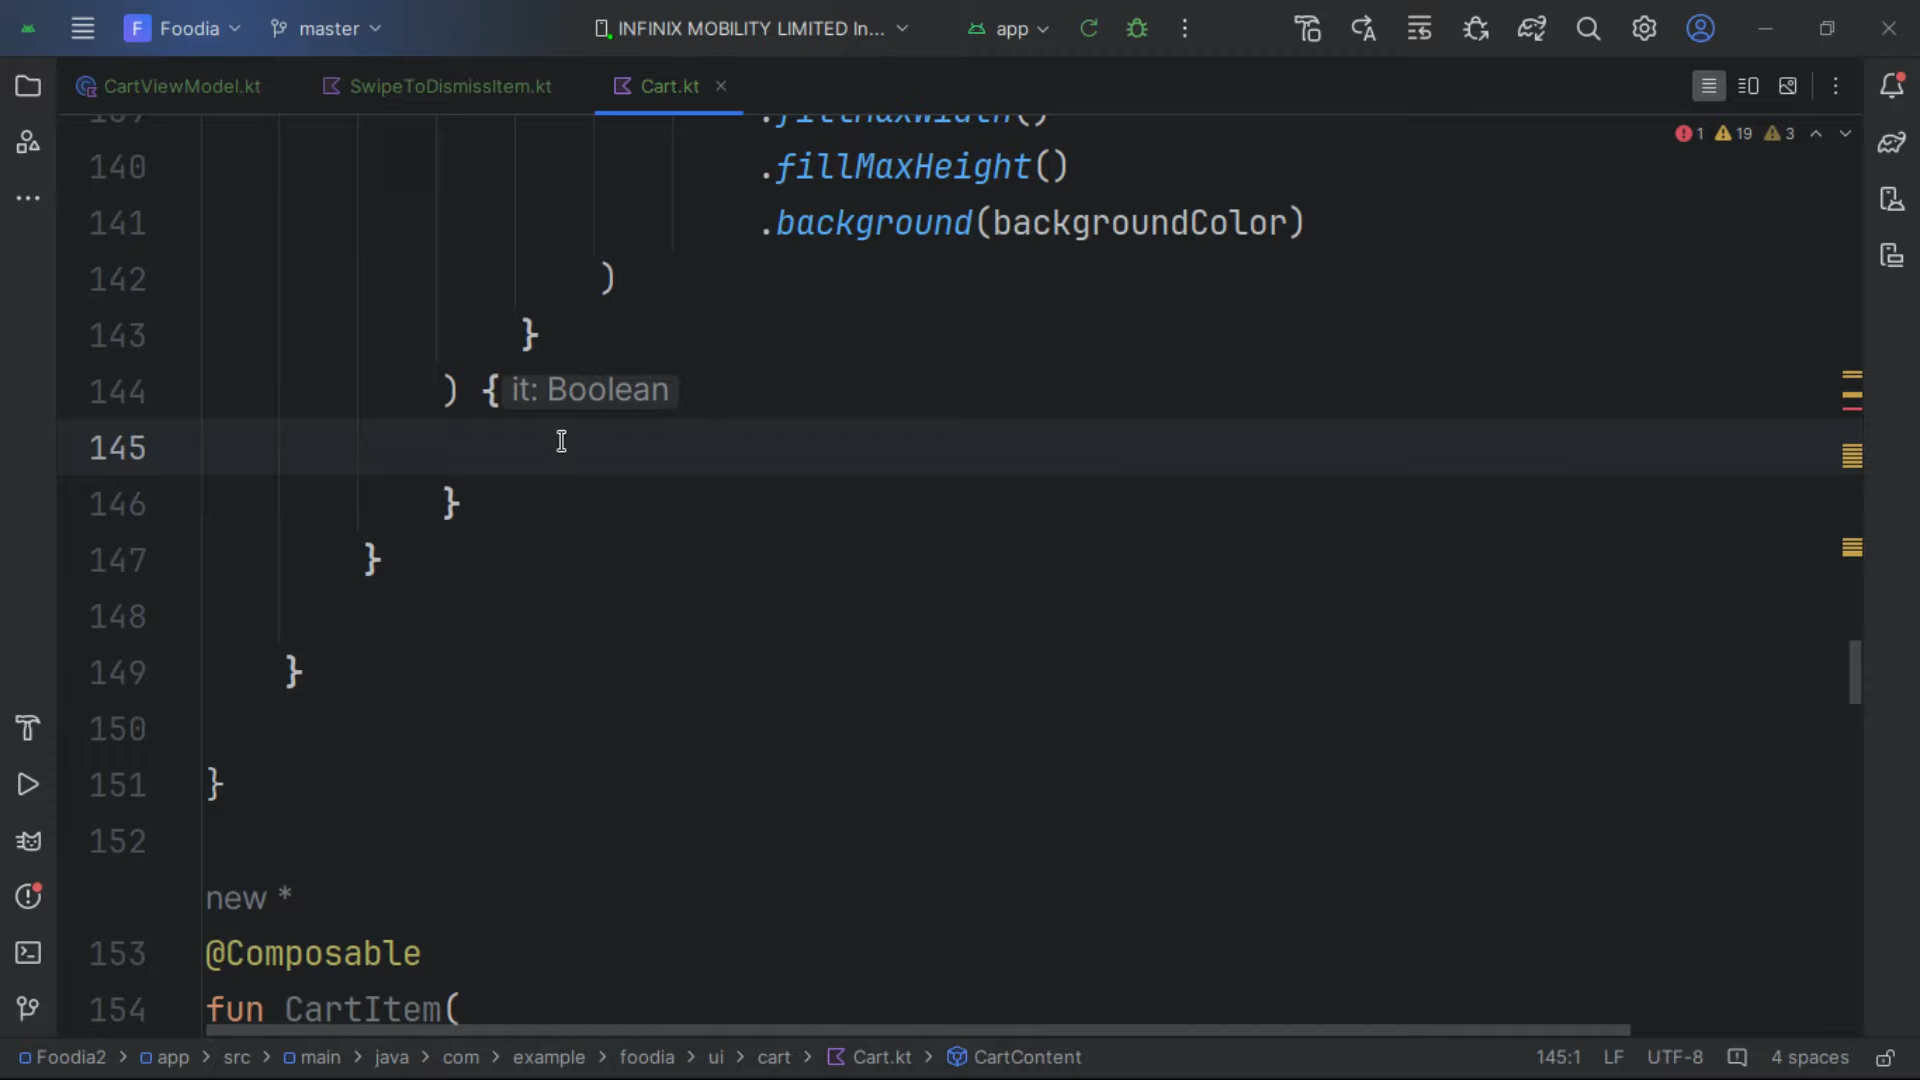 F Foodia master INFINIX MOBILITY LIMITED In... app
CartViewModel.kt SwipeToDismissItem.kt Cart.kt
1 19 3
139 .fillMaxWidth()
140 .fillMaxHeight()
141 .background(backgroundColor)
142 )
143 }
144 ) { it: Boolean
145
146 }
147 }
148
149 }
150
151 }
152
new *
153 @Composable
154 fun CartItem(
Foodia2 > app > src > main > java > com > example > foodia > ui > cart > Cart.kt > CartContent 145:1 LF UTF-8 4 spaces